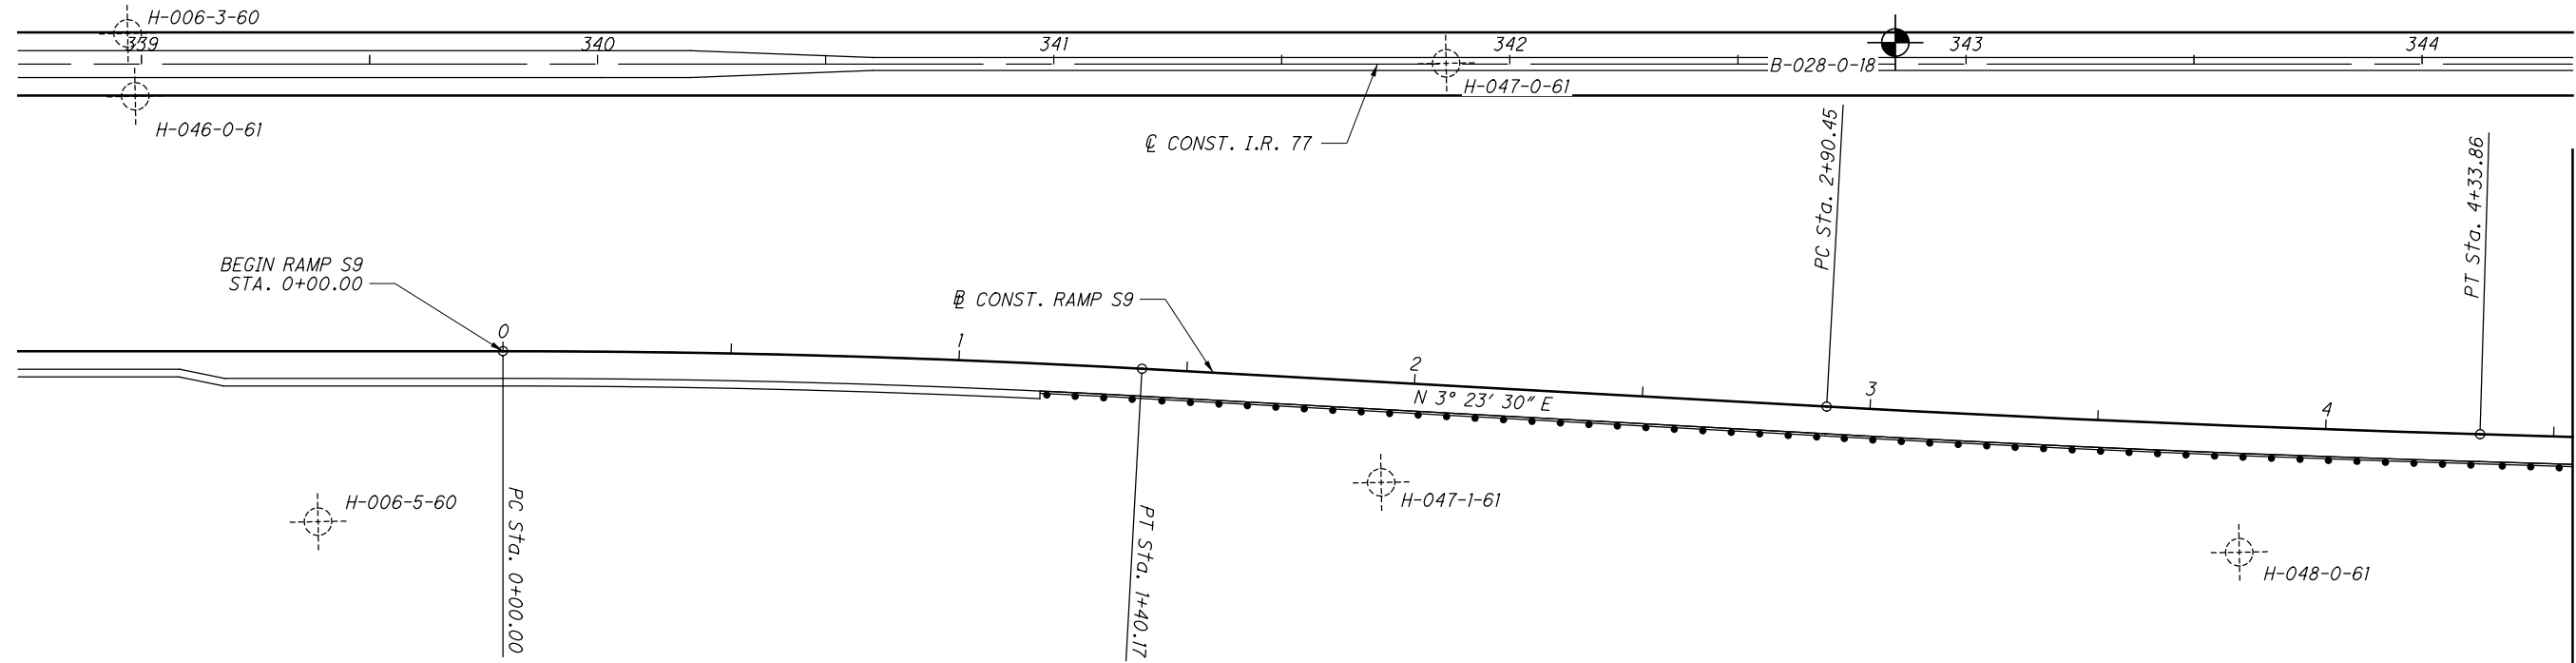 H-006-3-60
339
340
341
342
343
344
B-028-0-18
H-047-0-61
H-046-0-61
℄ CONST. I.R. 77
PC Sta. 2+90.45
PT Sta. 4+33.86
BEGIN RAMP S9
STA. 0+00.00
B͟L CONST. RAMP S9
0
1
2
3
4
N 3° 23' 30" E
H-006-5-60
PC Sta. 0+00.00
PT Sta. 1+40.17
H-047-1-61
H-048-0-61